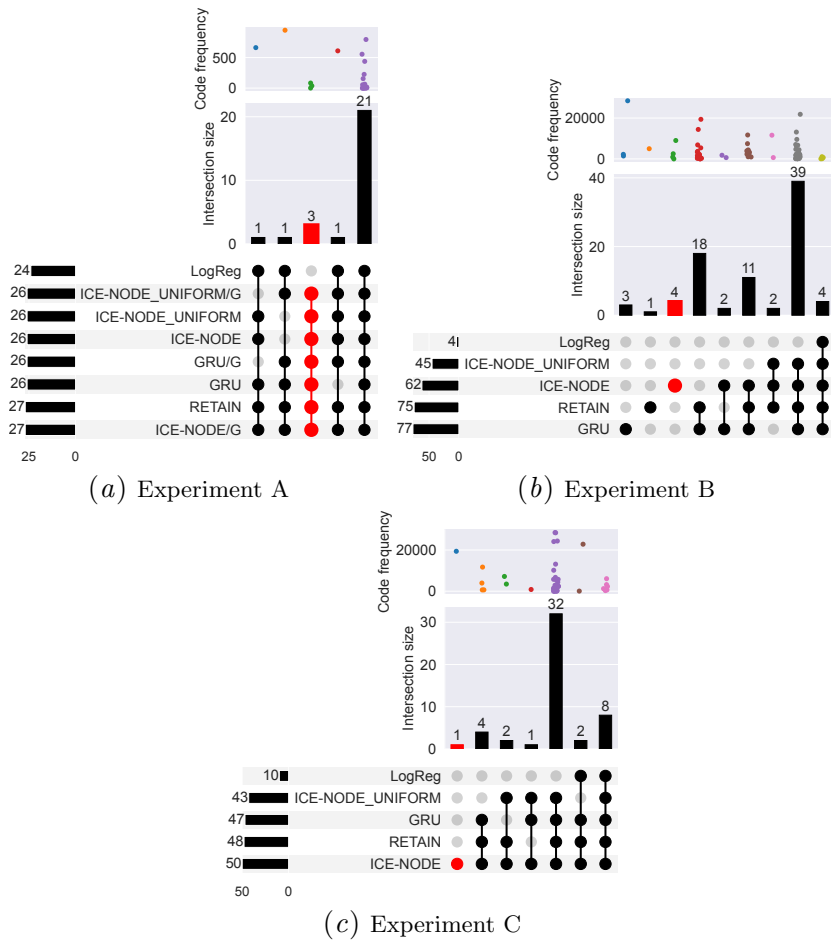 Code frequency
500
0
Intersection size
20
10
0
1
1
3
1
21
24
LogReg
26
ICE-NODE_UNIFORM/G
26
ICE-NODE_UNIFORM
26
ICE-NODE
26
GRU/G
26
GRU
27
RETAIN
27
ICE-NODE/G
25
0
(a) Experiment A
Code frequency
20000
0
Intersection size
40
20
0
3
1
4
18
2
11
2
39
4
4
LogReg
45
ICE-NODE_UNIFORM
62
ICE-NODE
75
RETAIN
77
GRU
50
0
(b) Experiment B
Code frequency
20000
0
Intersection size
30
20
10
0
1
4
2
1
32
2
8
10
LogReg
43
ICE-NODE_UNIFORM
47
GRU
48
RETAIN
50
ICE-NODE
50
0
(c) Experiment C